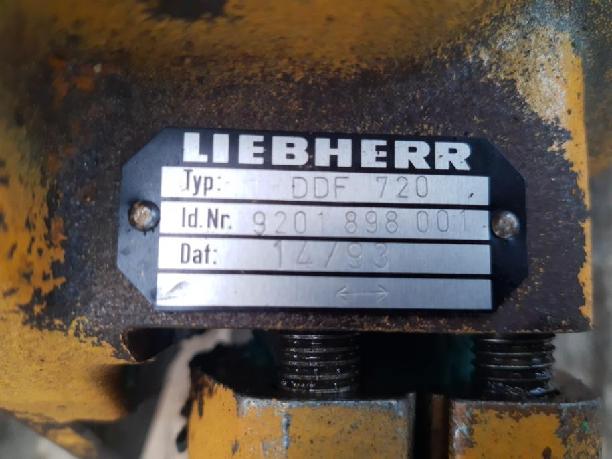 LIEBHERR
Typ: DDF 720
Id.Nr. 9201 898 001
Dat: 14/93
↔